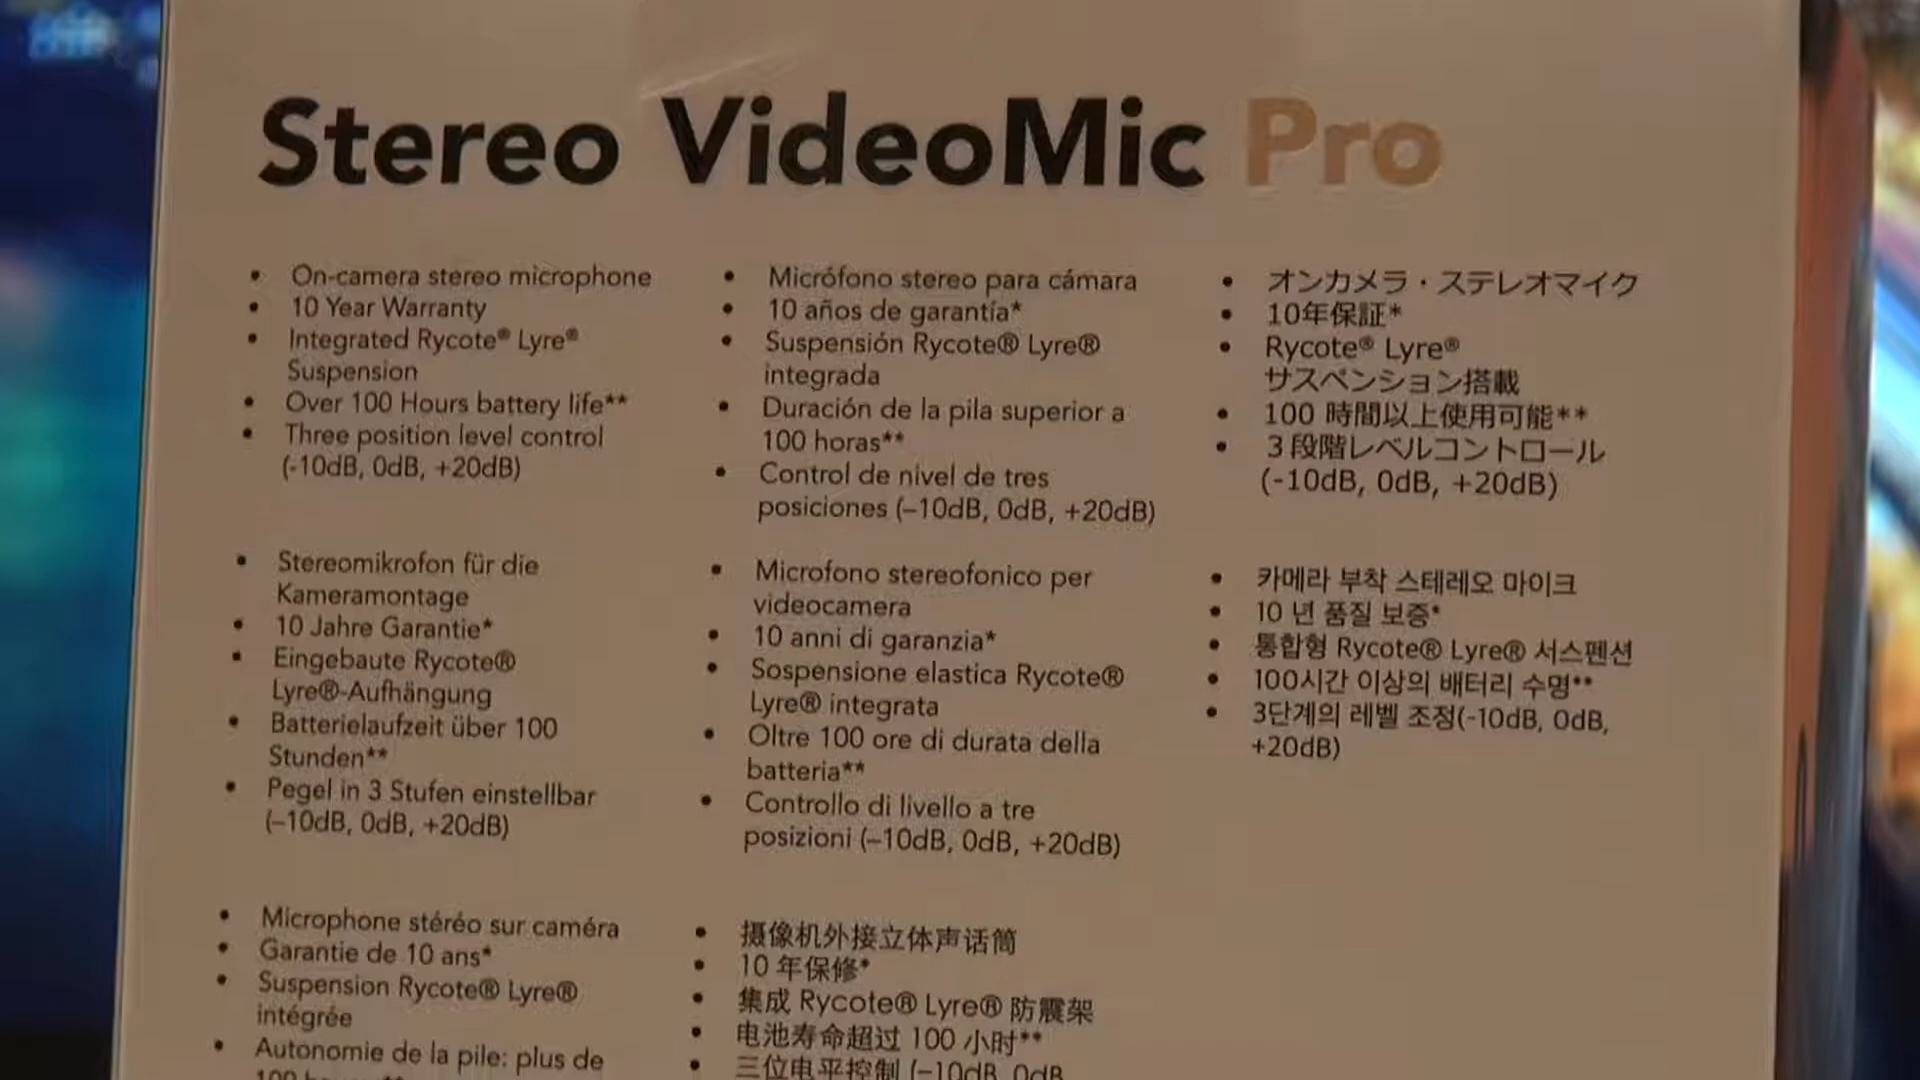 Stereo VideoMic Pro
• On-camera stereo microphone
• 10 Year Warranty
• Integrated Rycote® Lyre®
Suspension
• Over 100 Hours battery life**
• Three position level control
(-10dB, 0dB, +20dB)
• Micrófono stereo para cámara
• 10 años de garantía*
• Suspensión Rycote® Lyre®
integrada
• Duración de la pila superior a
100 horas**
• Control de nivel de tres
posiciones (–10dB, 0dB, +20dB)
• オンカメラ・ステレオマイク
• 10年保証*
• Rycote® Lyre®
サスペンション搭載
• 100 時間以上使用可能**
• 3段階レベルコントロール
(-10dB, 0dB, +20dB)
• Stereomikrofon für die
Kameramontage
• 10 Jahre Garantie*
• Eingebaute Rycote®
Lyre®-Aufhängung
• Batterielaufzeit über 100
Stunden**
• Pegel in 3 Stufen einstellbar
(–10dB, 0dB, +20dB)
• Microfono stereofonico per
videocamera
• 10 anni di garanzia*
• Sospensione elastica Rycote®
Lyre® integrata
• Oltre 100 ore di durata della
batteria**
• Controllo di livello a tre
posizioni (–10dB, 0dB, +20dB)
• 카메라 부착 스테레오 마이크
• 10 년 품질 보증*
• 통합형 Rycote® Lyre® 서스펜션
• 100시간 이상의 배터리 수명**
• 3단계의 레벨 조정(-10dB, 0dB,
+20dB)
• Microphone stéréo sur caméra
• Garantie de 10 ans*
• Suspension Rycote® Lyre®
intégrée
• Autonomie de la pile: plus de
100
• 摄像机外接立体声话筒
• 10 年保修*
• 集成 Rycote® Lyre® 防震架
• 电池寿命超过 100 小时**
• 三位电平控制 (–10dB, 0dB,